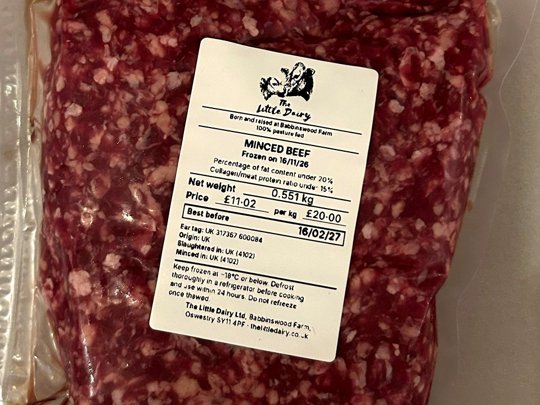 The
Little Dairy
Born and raised at Babbinswood Farm
100% pasture fed
MINCED BEEF
Frozen on 16/11/26
Percentage of fat content under 20%
Collagen/meat protein ratio under 15%
Net weight 0.551 kg
Price £11·02 per kg £20·00
Best before 16/02/27
Ear tag: UK 317367 600084
Origin: UK
Slaughtered in: UK (4102)
Minced in: UK (4102)
Keep frozen at -18°C or below. Defrost
thoroughly in a refrigerator before cooking
and use within 24 hours. Do not refreeze
once thawed.
The Little Dairy Ltd, Babbinswood Farm,
Oswestry SY11 4PF · thelittledairy.co.uk